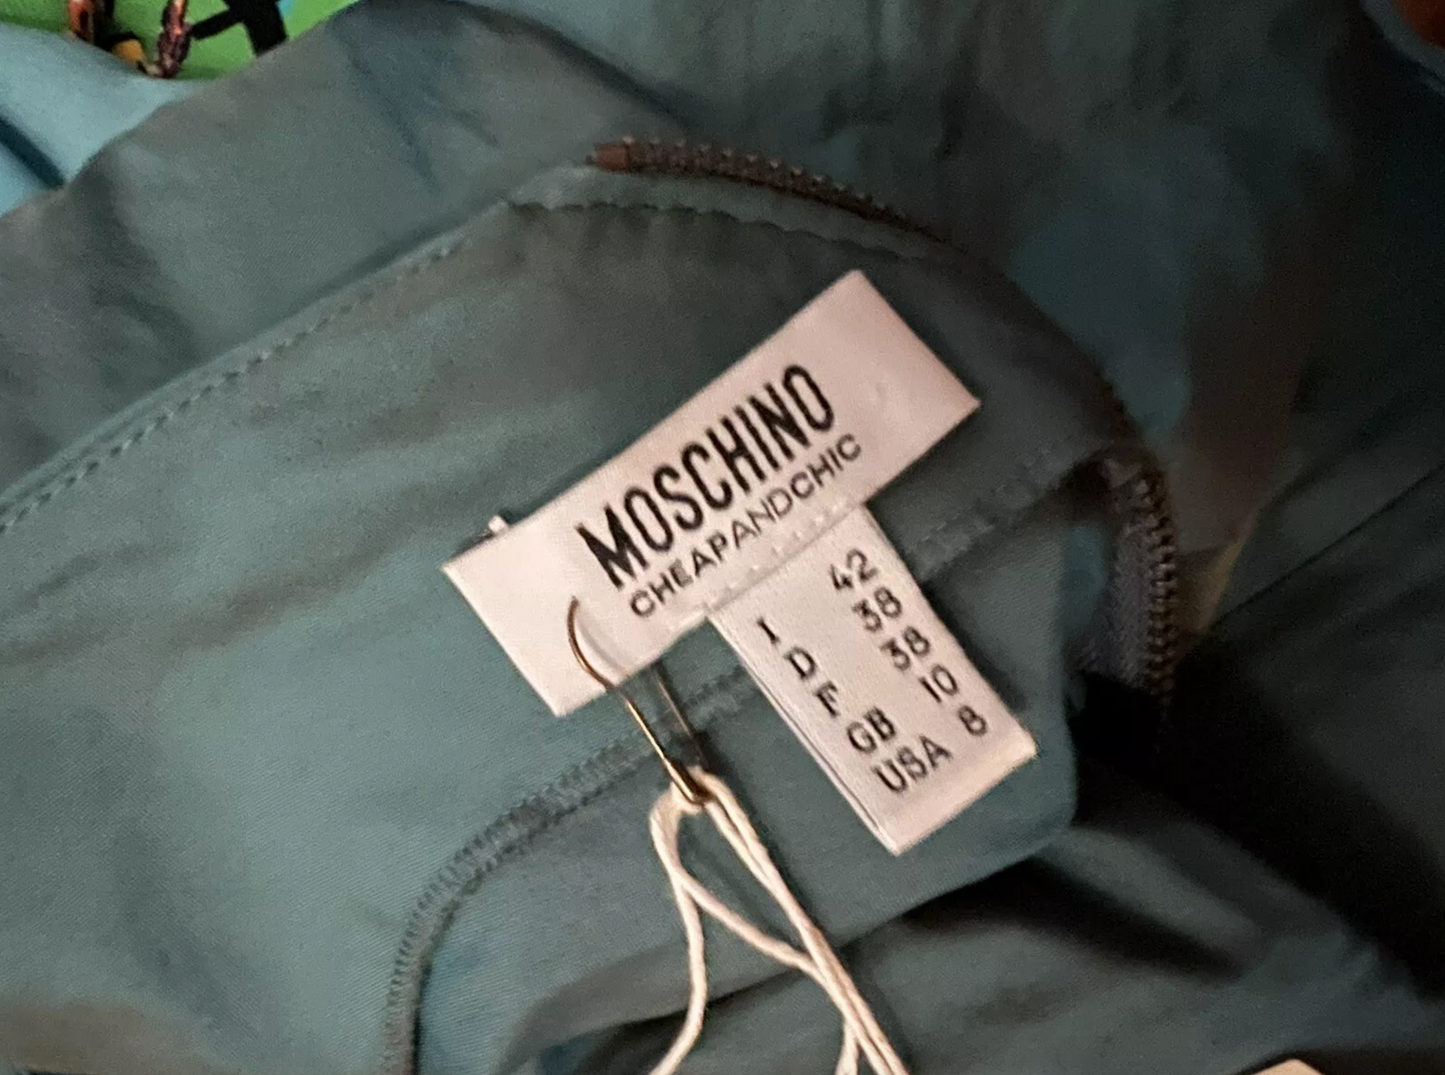 MOSCHINO
CHEAPANDCHIC
I 42
D 38
F 38
GB 10
USA 8